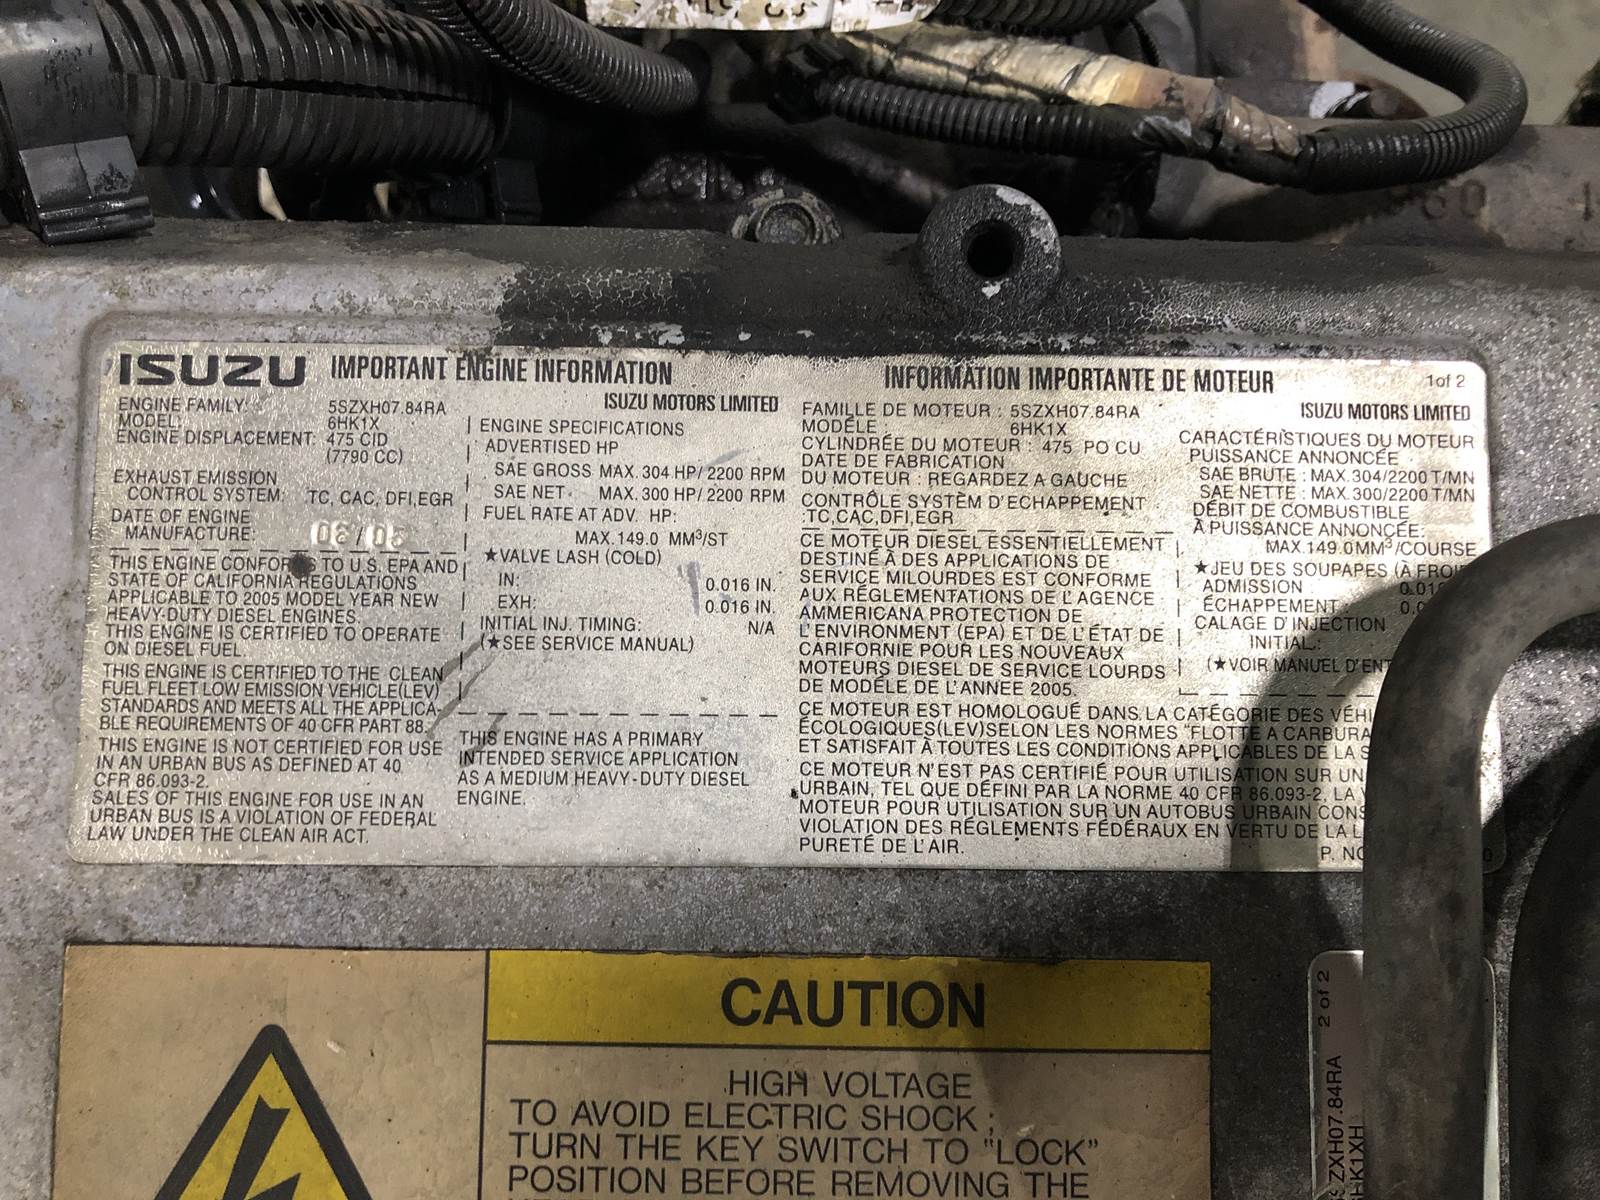 ISUZU IMPORTANT ENGINE INFORMATION
ISUZU MOTORS LIMITED
ENGINE FAMILY: 5SZXH07.84RA
MODEL: 6HK1X
ENGINE DISPLACEMENT: 475 CID
(7790 CC)
EXHAUST EMISSION
CONTROL SYSTEM: TC, CAC, DFI,EGR
DATE OF ENGINE
MANUFACTURE:
THIS ENGINE CONFORMS TO U.S. EPA AND
STATE OF CALIFORNIA REGULATIONS
APPLICABLE TO 2005 MODEL YEAR NEW
HEAVY-DUTY DIESEL ENGINES.
THIS ENGINE IS CERTIFIED TO OPERATE
ON DIESEL FUEL.
THIS ENGINE IS CERTIFIED TO THE CLEAN
FUEL FLEET LOW EMISSION VEHICLE(LEV)
STANDARDS AND MEETS ALL THE APPLICA-
BLE REQUIREMENTS OF 40 CFR PART 88.
THIS ENGINE IS NOT CERTIFIED FOR USE
IN AN URBAN BUS AS DEFINED AT 40
CFR 86.093-2.
SALES OF THIS ENGINE FOR USE IN AN
URBAN BUS IS A VIOLATION OF FEDERAL
LAW UNDER THE CLEAN AIR ACT.
ENGINE SPECIFICATIONS
ADVERTISED HP
SAE GROSS MAX. 304 HP/ 2200 RPM
SAE NET· MAX. 300 HP/ 2200 RPM
FUEL RATE AT ADV. HP:
MAX.149.0 MM³/ST
★VALVE LASH (COLD)
IN: 0.016 IN.
EXH: 0.016 IN.
INITIAL INJ. TIMING: N/A
(★SEE SERVICE MANUAL)
THIS ENGINE HAS A PRIMARY
INTENDED SERVICE APPLICATION
AS A MEDIUM HEAVY-DUTY DIESEL
ENGINE.
INFORMATION IMPORTANTE DE MOTEUR 1of 2
ISUZU MOTORS LIMITED
FAMILLE DE MOTEUR : 5SZXH07.84RA
MODÈLE : 6HK1X
CYLINDRÉE DU MOTEUR : 475 PO CU
DATE DE FABRICATION
DU MOTEUR : REGARDEZ A GAUCHE
CONTRÔLE SYSTÈM D'ECHAPPEMENT
:TC,CAC,DFI,EGR
CE MOTEUR DIESEL ESSENTIELLEMENT
DESTINÉ À DES APPLICATIONS DE
SERVICE MILOURDES EST CONFORME
AUX RÉGLEMENTATIONS DE L'AGENCE
AMMERICANA PROTECTION DE
L'ENVIRONMENT (EPA) ET DE L'ÉTAT DE
CARIFORNIE POUR LES NOUVEAUX
MOTEURS DIESEL DE SERVICE LOURDS
DE MODÉLE DE L'ANNEE 2005.
CARACTÉRISTIQUES DU MOTEUR
PUISSANCE ANNONCÉE
SAE BRUTE : MAX.304/2200 T/MN
SAE NETTE : MAX.300/2200 T/MN
DÉBIT DE COMBUSTIBLE
À PUISSANCE ANNONCÉE:
MAX.149.0MM³/COURSE
★JEU DES SOUPAPES (À
ADMISSION :
ÉCHAPPEMENT :
CALAGE D'INJECTION
INITIAL:
(★VOIR MANUEL
CE MOTEUR EST HOMOLOGUÉ DANS LA CATÉGORIE DES
ÉCOLOGIQUES(LEV)SELON LES NORMES "FLOTTE A
ET SATISFAIT À TOUTES LES CONDITIONS APPLICABLES DE LA
CE MOTEUR N'EST PAS CERTIFIÉ POUR UTILISATION SUR UN
URBAIN, TEL QUE DÉFINI PAR LA NORME 40 CFR 86.093-2. LA
MOTEUR POUR UTILISATION SUR UN AUTOBUS URBAIN
VIOLATION DES RÉGLEMENTS FÉDÉRAUX EN VERTU DE LA
PURETÉ DE L'AIR.
P. NO
CAUTION
HIGH VOLTAGE
TO AVOID ELECTRIC SHOCK ;
TURN THE KEY SWITCH TO "LOCK"
POSITION BEFORE REMOVING THE
2 of 2
5SZXH07.84RA
6HK1XH